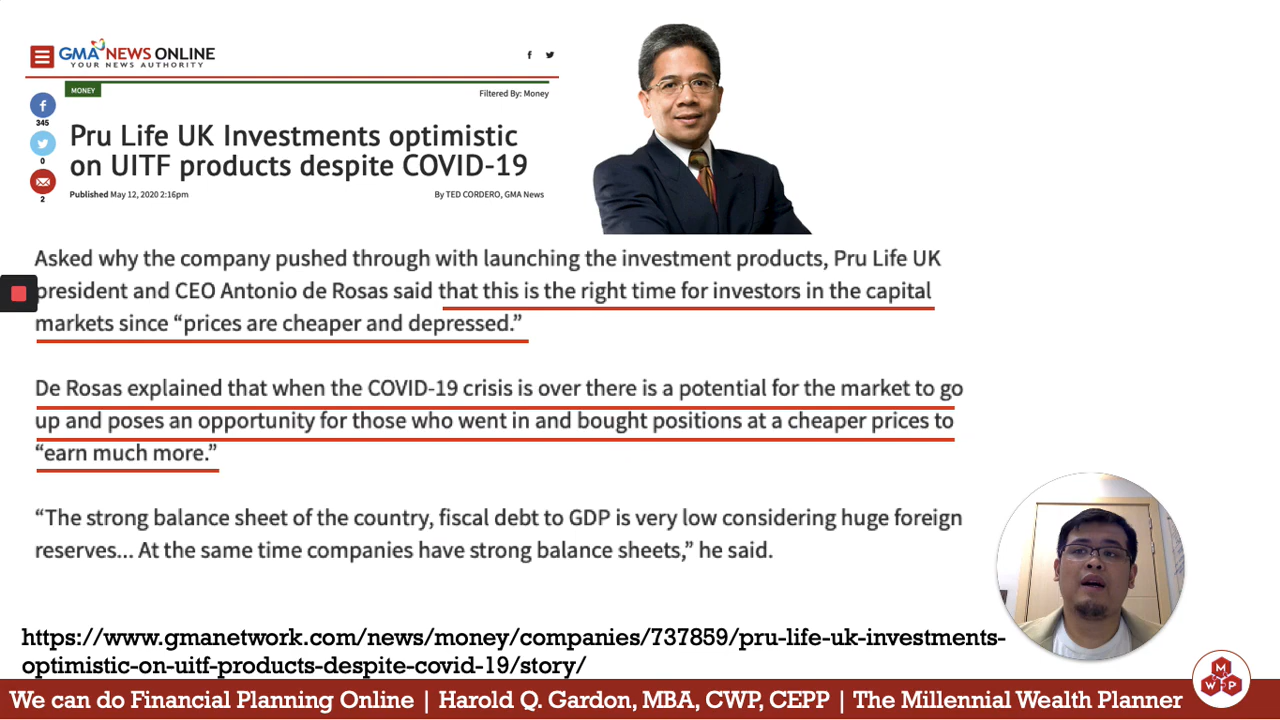 GMA NEWS ONLINE
YOUR NEWS AUTHORITY
MONEY
Filtered By: Money
345
0
2
Pru Life UK Investments optimistic
on UITF products despite COVID-19
Published May 12, 2020 2:16pm
By TED CORDERO, GMA News
Asked why the company pushed through with launching the investment products, Pru Life UK
president and CEO Antonio de Rosas said that this is the right time for investors in the capital
markets since “prices are cheaper and depressed.”
De Rosas explained that when the COVID-19 crisis is over there is a potential for the market to go
up and poses an opportunity for those who went in and bought positions at a cheaper prices to
“earn much more.”
“The strong balance sheet of the country, fiscal debt to GDP is very low considering huge foreign
reserves... At the same time companies have strong balance sheets,” he said.
https://www.gmanetwork.com/news/money/companies/737859/pru-life-uk-investments-
optimistic-on-uitf-products-despite-covid-19/story/
We can do Financial Planning Online | Harold Q. Gardon, MBA, CWP, CEPP | The Millennial Wealth Planner
M
W P